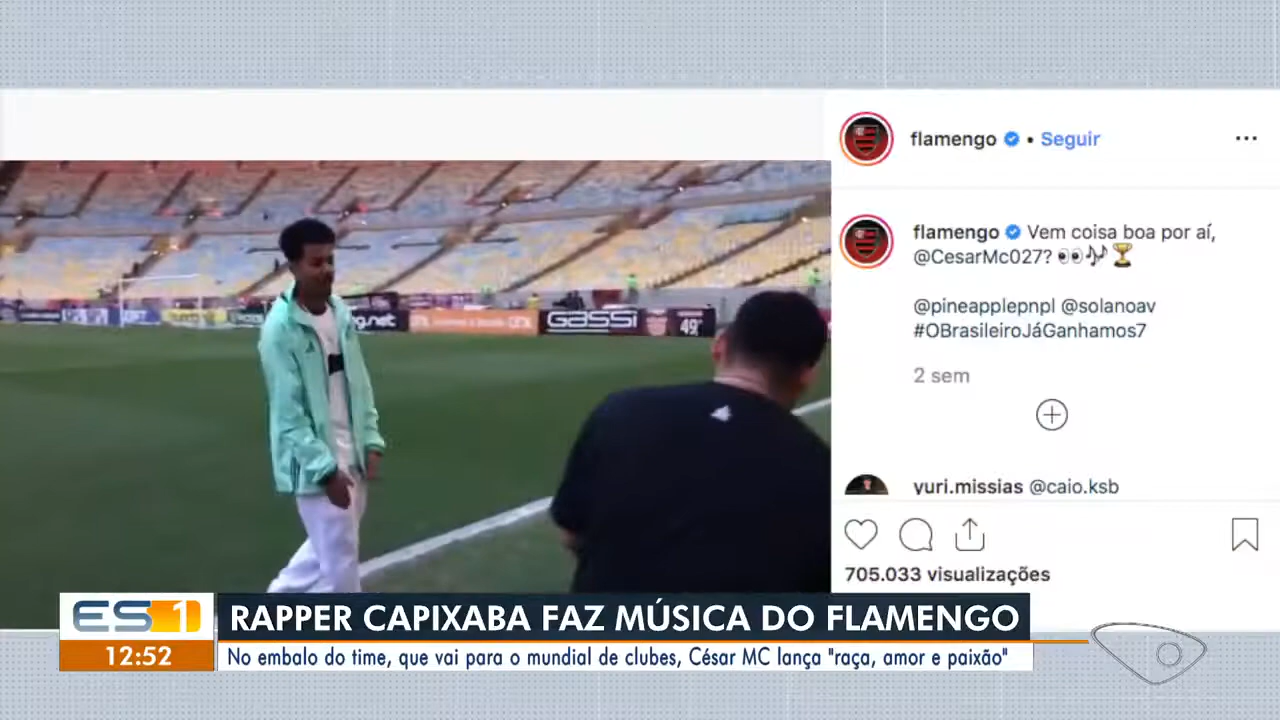 flamengo • Seguir
flamengo Vem coisa boa por aí,
@CesarMc027? 👀🎶🏆
@pineapplepnpl @solanoav
#OBrasileiroJáGanhamos7
2 sem
yuri.missias @caio.ksb
705.033 visualizações
GASSI
49
ES1
12:52
RAPPER CAPIXABA FAZ MÚSICA DO FLAMENGO
No embalo do time, que vai para o mundial de clubes, César MC lança "raça, amor e paixão"